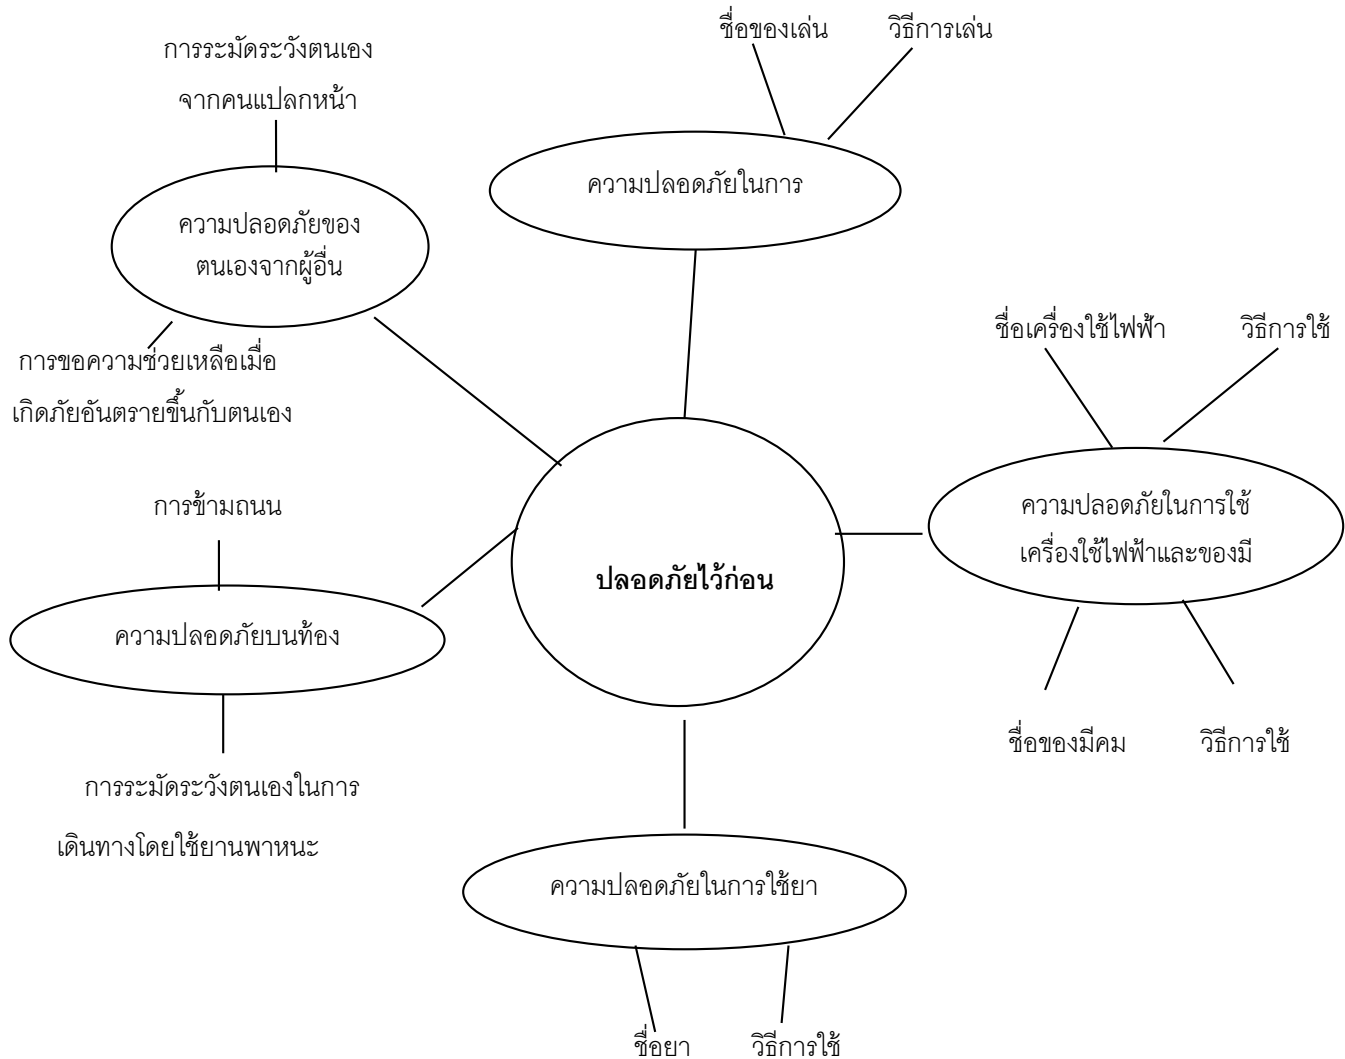 ชื่อของเล่น
วิธีการเล่น
ความปลอดภัยในการ
การระมัดระวังตนเอง
จากคนแปลกหน้า
ความปลอดภัยของ
ตนเองจากผู้อื่น
การขอความช่วยเหลือเมื่อ
เกิดภัยอันตรายขึ้นกับตนเอง
ชื่อเครื่องใช้ไฟฟ้า
วิธีการใช้
ความปลอดภัยในการใช้
เครื่องใช้ไฟฟ้าและของมี
ชื่อของมีคม
วิธีการใช้
ปลอดภัยไว้ก่อน
การข้ามถนน
ความปลอดภัยบนท้อง
การระมัดระวังตนเองในการ
เดินทางโดยใช้ยานพาหนะ
ความปลอดภัยในการใช้ยา
ชื่อยา
วิธีการใช้